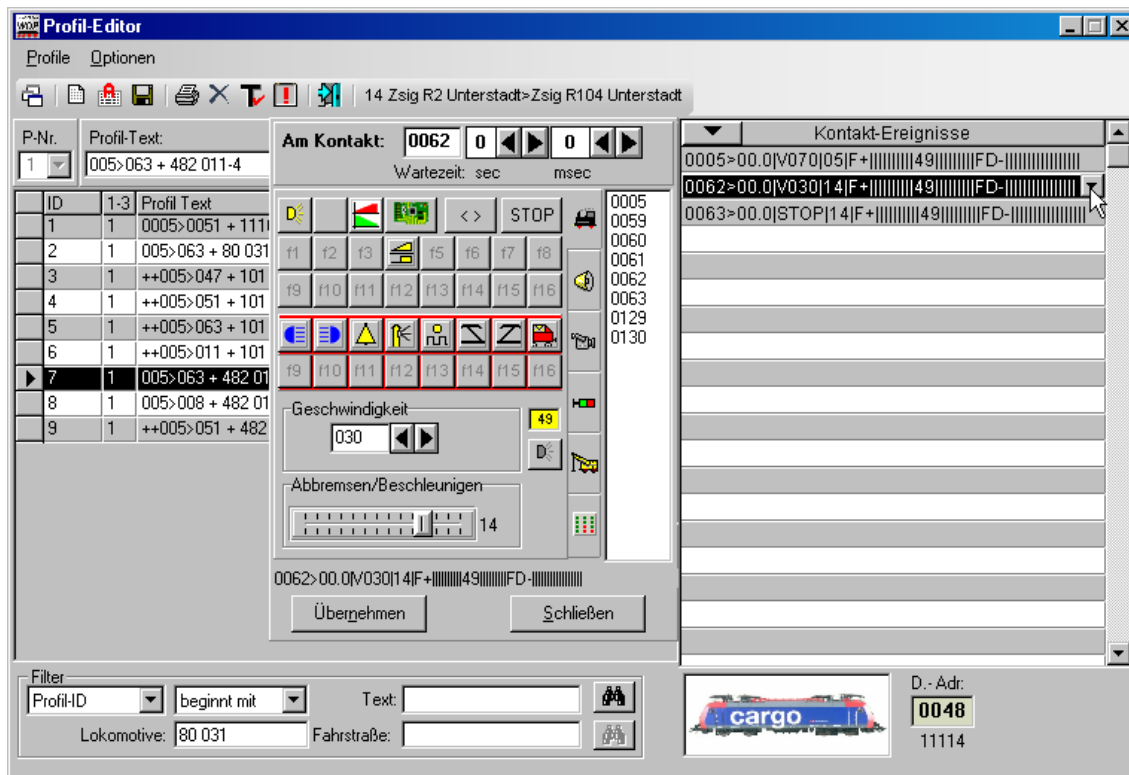 Profil-Editor
Profile Optionen
14 Zsig R2 Unterstadt>Zsig R104 Unterstadt
P-Nr. Profil-Text:
1 005>063 + 482 011-4
ID 1-3 Profil Text
1 1 0005>0051 + 111
2 1 005>063 + 80 031
3 1 ++005>047 + 101
4 1 ++005>051 + 101
5 1 ++005>063 + 101
6 1 ++005>011 + 101
7 1 005>063 + 482 01
8 1 005>008 + 482 01
9 1 ++005>051 + 482
Am Kontakt: 0062 0 0
Wartezeit: sec msec
< > STOP
f1 f2 f3 f5 f6 f7 f8
f9 f10 f11 f12 f13 f14 f15 f16
f9 f10 f11 f12 f13 f14 f15 f16
Geschwindigkeit
030
49
Abbremsen/Beschleunigen
14
0005
0059
0060
0061
0062
0063
0129
0130
0062>00.0|V030|14|F+|||||||||49|||||||||FD-||||||||||||||||
Übernehmen Schließen
Kontakt-Ereignisse
0005>00.0|V070|05|F+|||||||||49|||||||||FD-||||||||||||||||
0062>00.0|V030|14|F+|||||||||49|||||||||FD-||||||||||||||||
0063>00.0|STOP|14|F+|||||||||49|||||||||FD-||||||||||||||||
Filter
Profil-ID beginnt mit Text:
Lokomotive: 80 031 Fahrstraße:
cargo
D.- Adr:
0048
11114